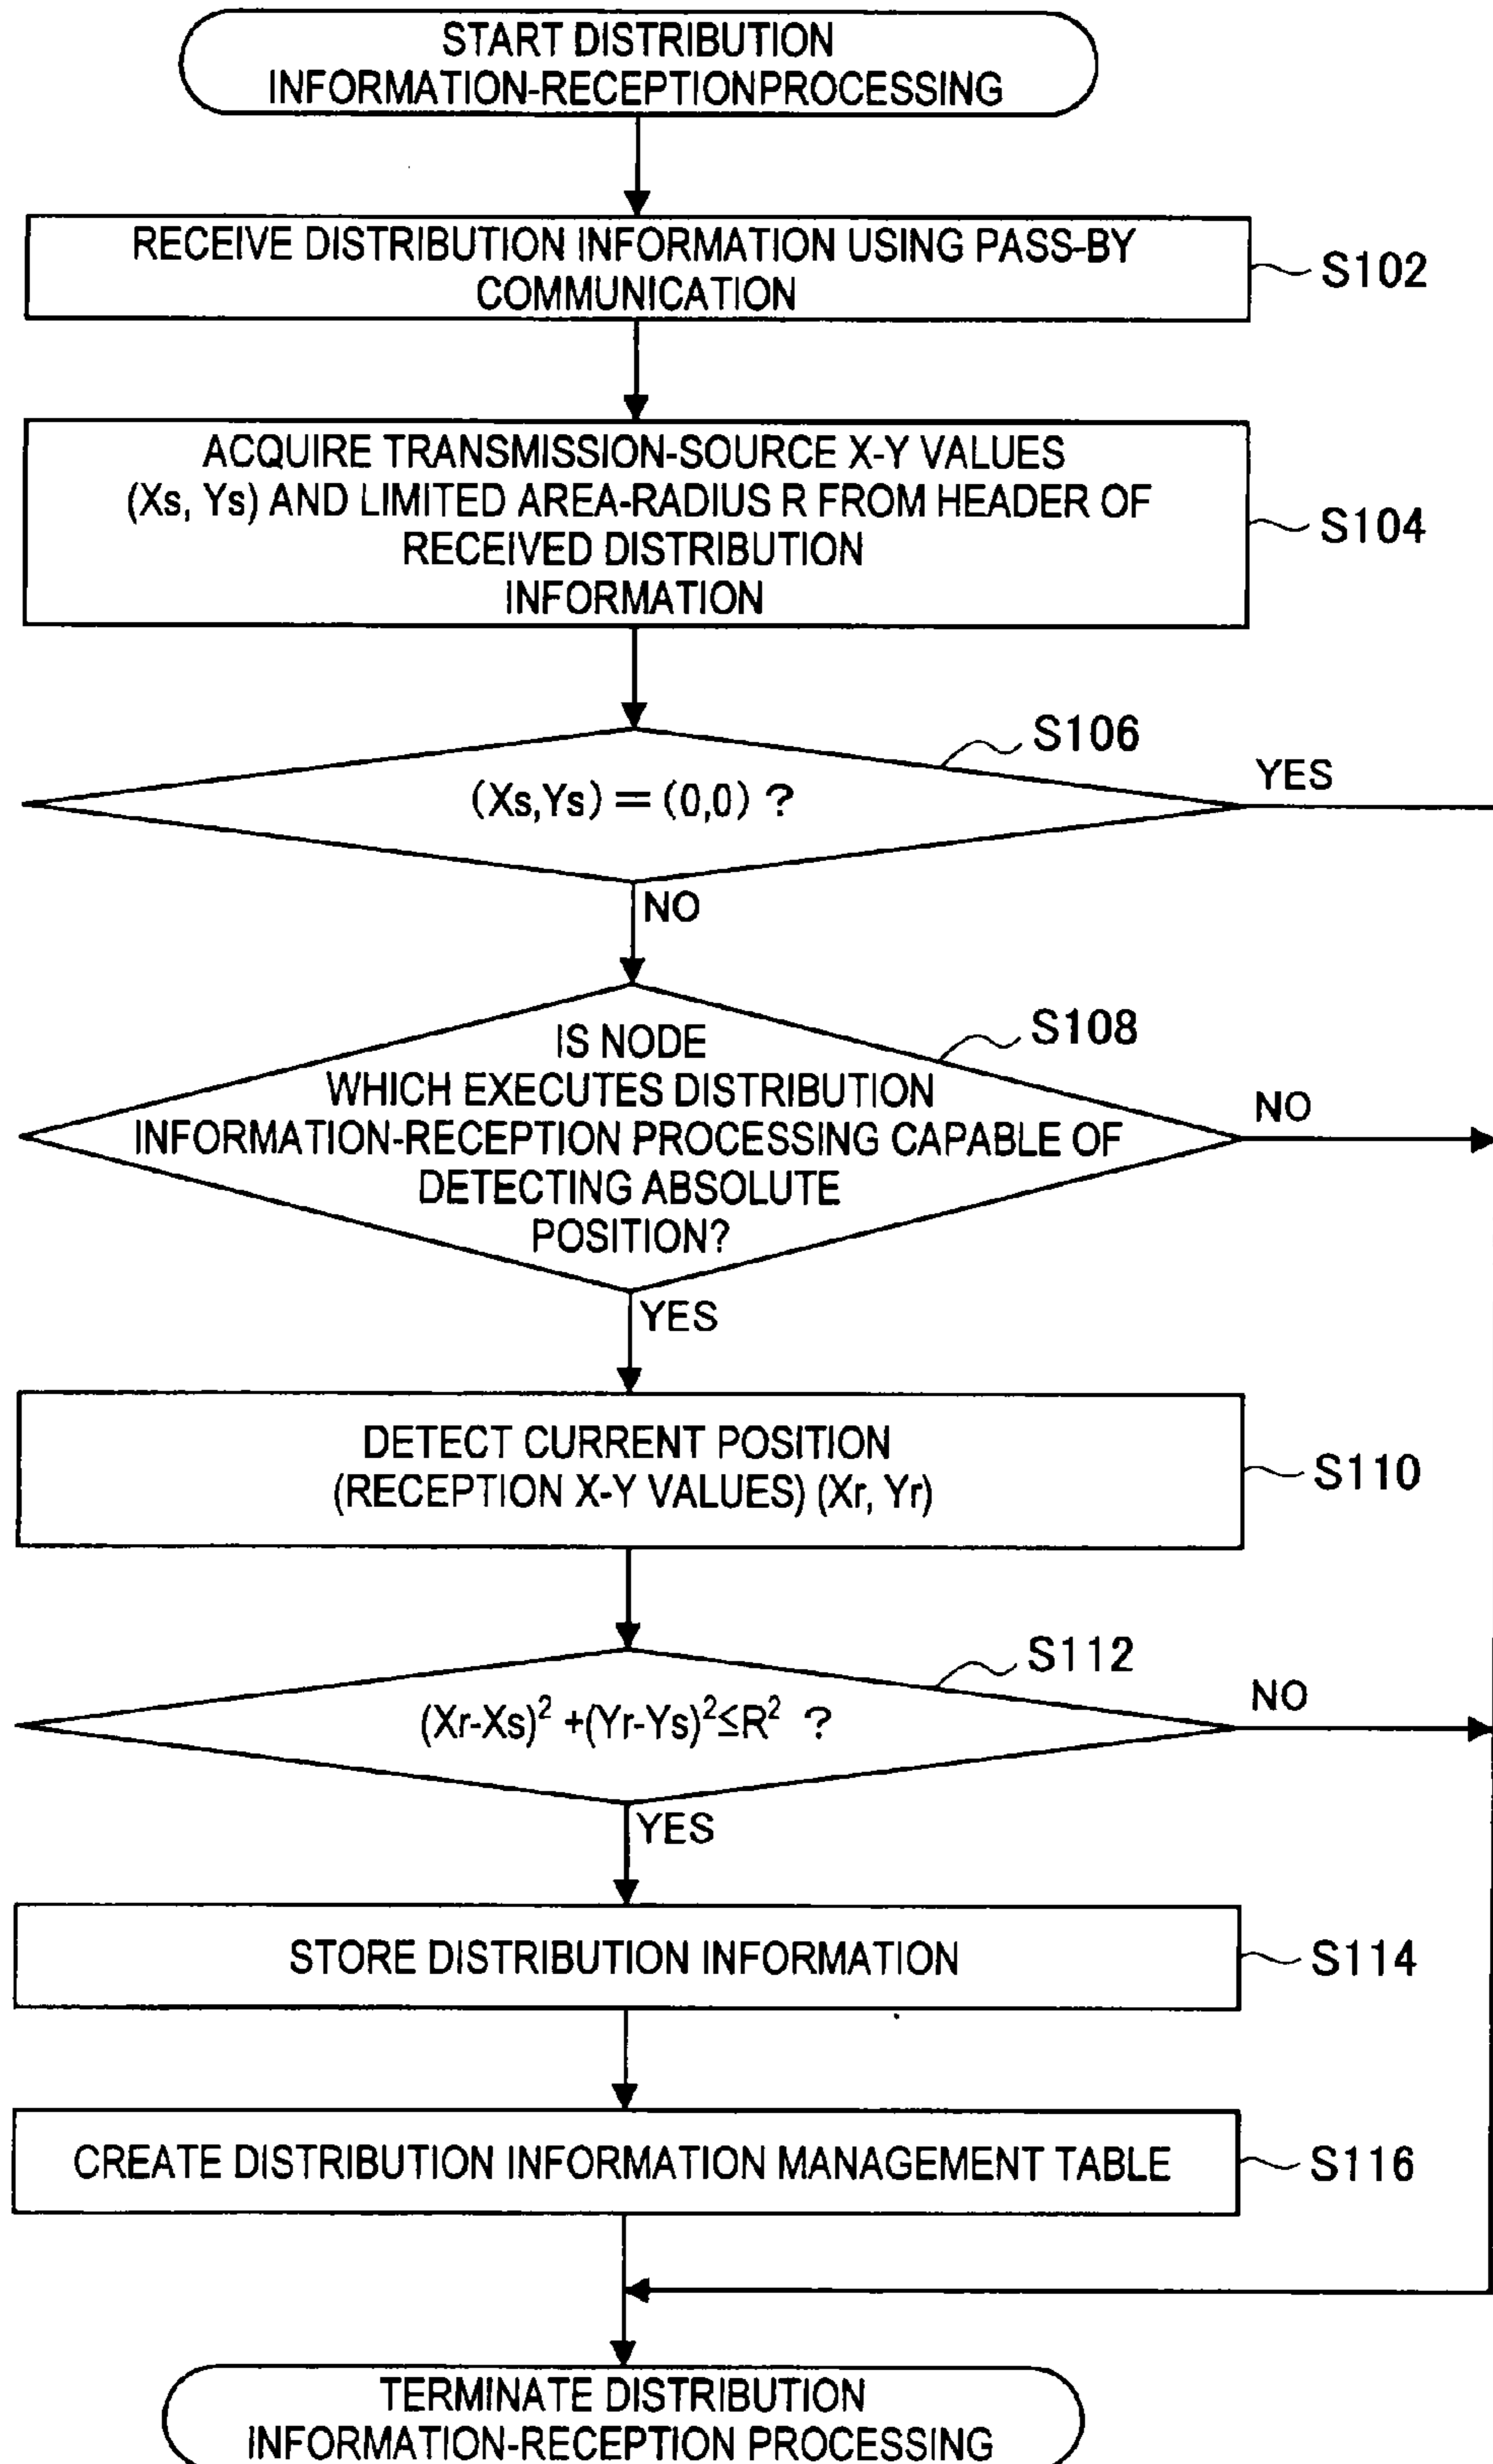 START DISTRIBUTION
INFORMATION-RECEPTIONPROCESSING
RECEIVE DISTRIBUTION INFORMATION USING PASS-BY
COMMUNICATION
S102
ACQUIRE TRANSMISSION-SOURCE X-Y VALUES
(Xs, Ys) AND LIMITED AREA-RADIUS R FROM HEADER OF
RECEIVED DISTRIBUTION
INFORMATION
S104
S106
(Xs,Ys) = (0,0) ?
YES
NO
S108
IS NODE
WHICH EXECUTES DISTRIBUTION
INFORMATION-RECEPTION PROCESSING CAPABLE OF
DETECTING ABSOLUTE
POSITION?
NO
YES
DETECT CURRENT POSITION
(RECEPTION X-Y VALUES) (Xr, Yr)
S110
S112
(Xr-Xs)² +(Yr-Ys)²≤R² ?
NO
YES
STORE DISTRIBUTION INFORMATION
S114
CREATE DISTRIBUTION INFORMATION MANAGEMENT TABLE
S116
TERMINATE DISTRIBUTION
INFORMATION-RECEPTION PROCESSING